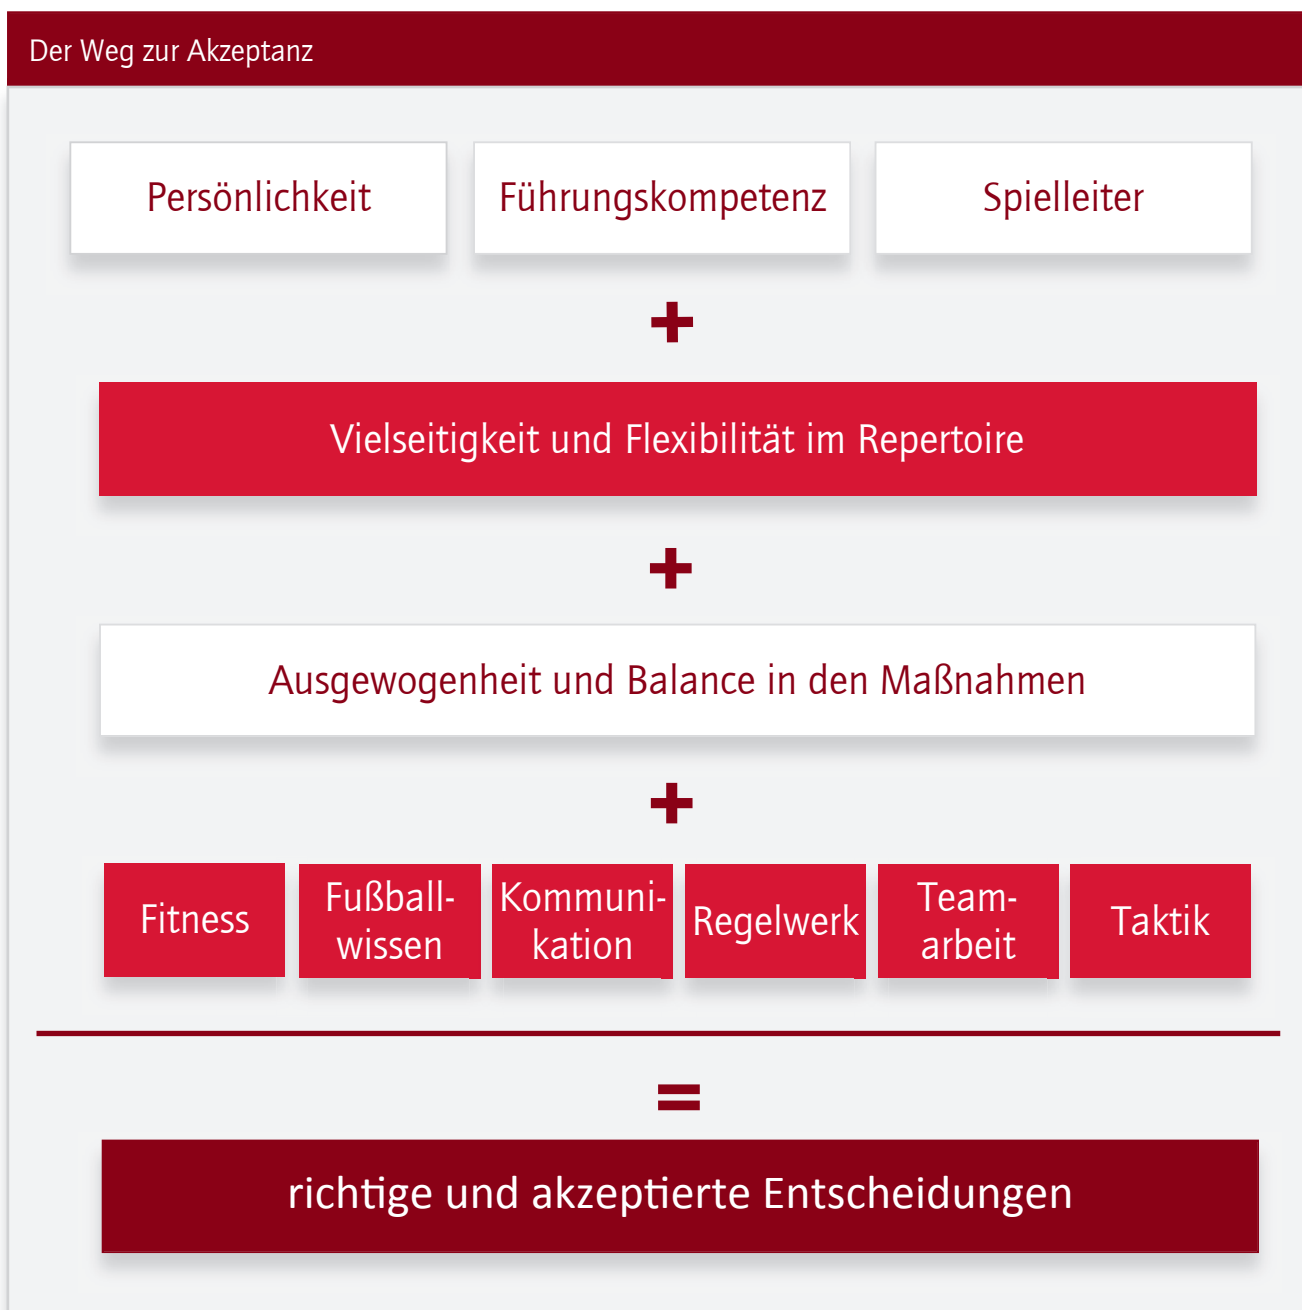 Der Weg zur Akzeptanz
Persönlichkeit
Führungskompetenz
Spielleiter
+
Vielseitigkeit und Flexibilität im Repertoire
+
Ausgewogenheit und Balance in den Maßnahmen
+
Fitness
Fußball-
wissen
Kommuni-
kation
Regelwerk
Team-
arbeit
Taktik
=
richtige und akzeptierte Entscheidungen